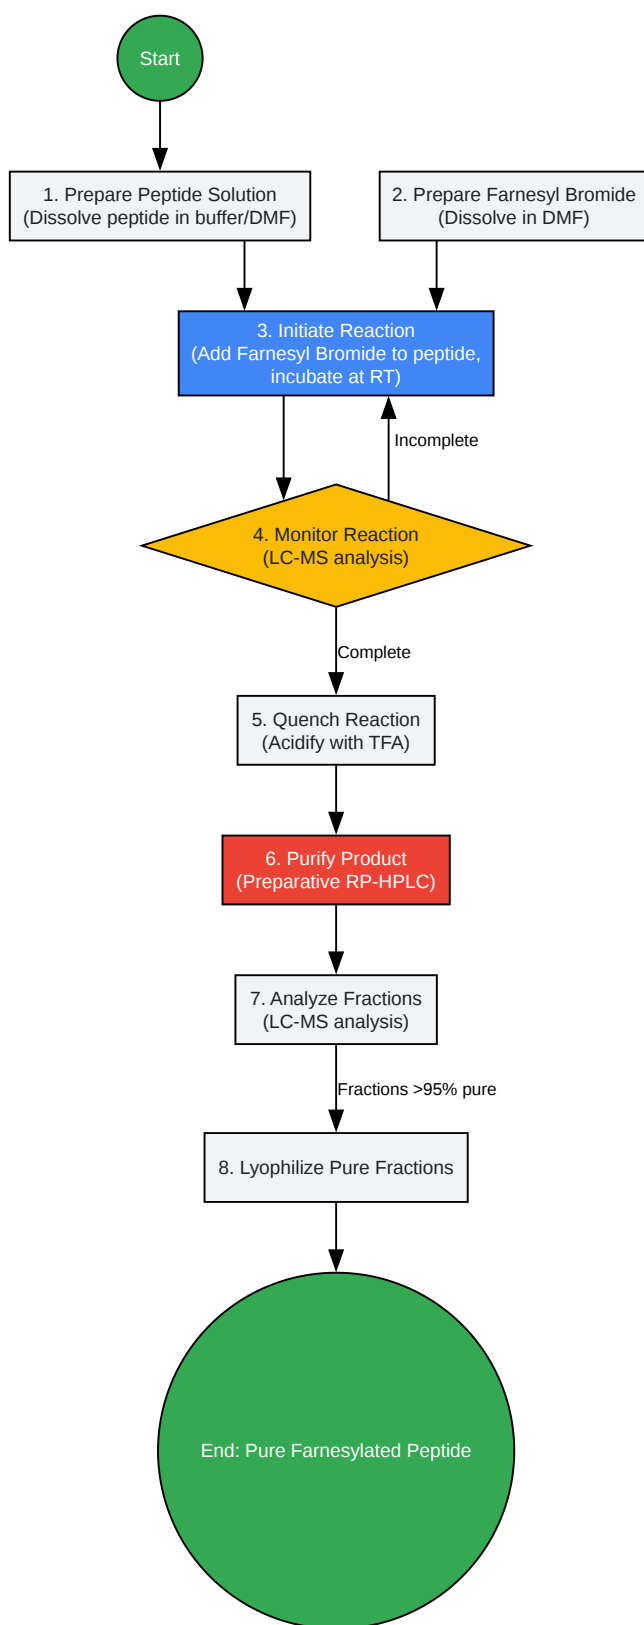 Start
1. Prepare Peptide Solution
(Dissolve peptide in buffer/DMF)
2. Prepare Farnesyl Bromide
(Dissolve in DMF)
3. Initiate Reaction
(Add Farnesyl Bromide to peptide,
incubate at RT)
Incomplete
4. Monitor Reaction
(LC-MS analysis)
Complete
5. Quench Reaction
(Acidify with TFA)
6. Purify Product
(Preparative RP-HPLC)
7. Analyze Fractions
(LC-MS analysis)
Fractions >95% pure
8. Lyophilize Pure Fractions
End: Pure Farnesylated Peptide